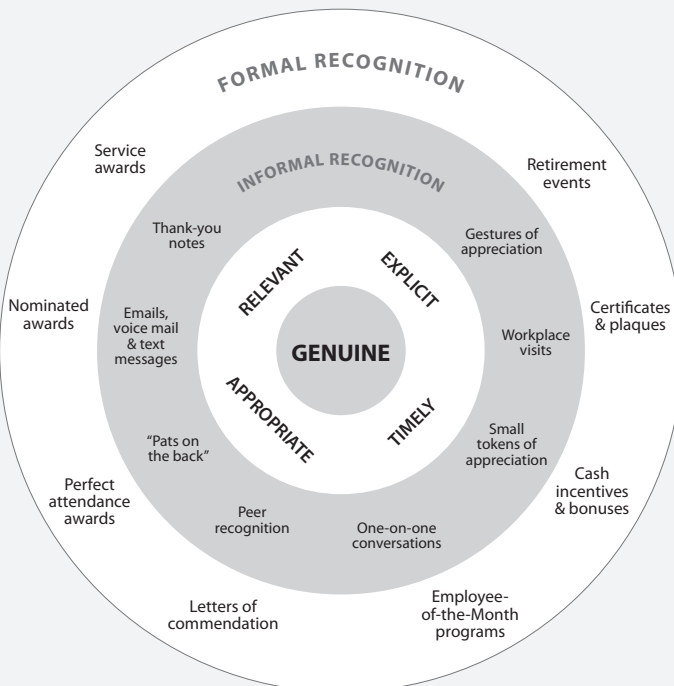 FORMAL RECOGNITION
Service
awards
Retirement
events
Nominated
awards
Certificates
& plaques
Perfect
attendance
awards
Cash
incentives
& bonuses
Letters of
commendation
Employee-
of-the-Month
programs
INFORMAL RECOGNITION
Thank-you
notes
Gestures of
appreciation
Emails,
voice mail
& text
messages
Workplace
visits
“Pats on
the back”
Small
tokens of
appreciation
Peer
recognition
One-on-one
conversations
RELEVANT
EXPLICIT
APPROPRIATE
TIMELY
GENUINE